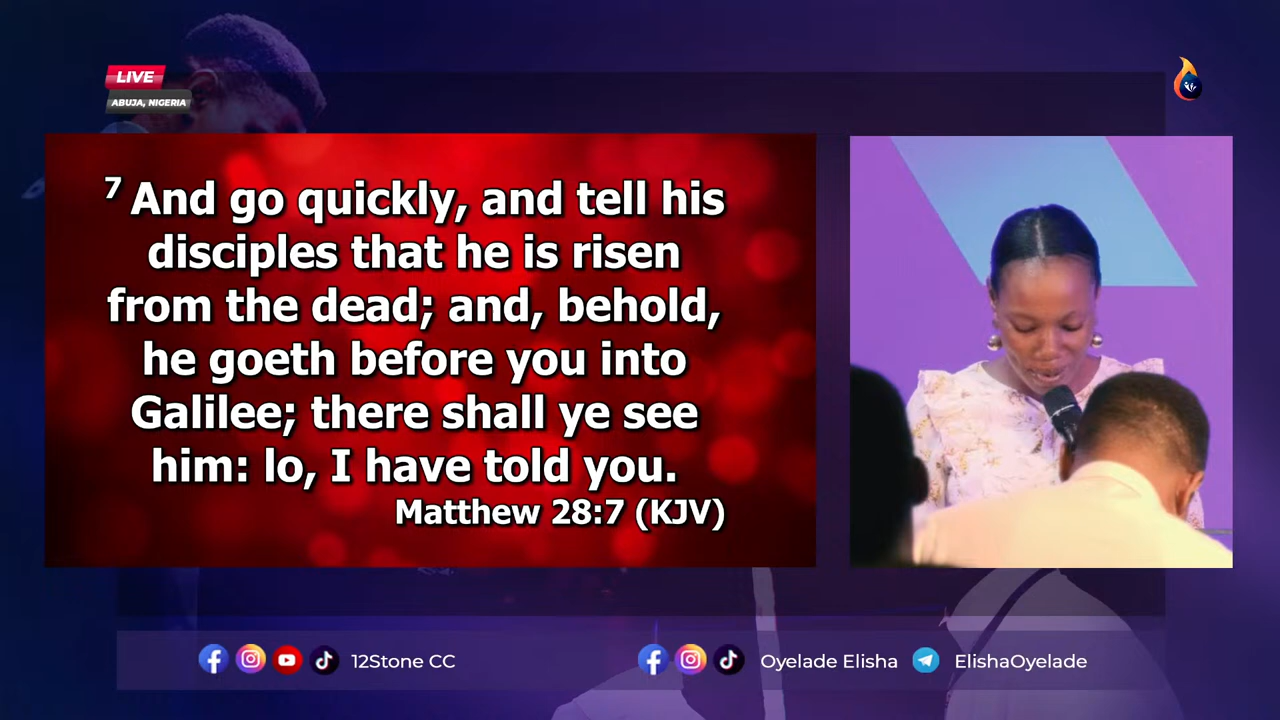 LIVE
ABUJA, NIGERIA
7 And go quickly, and tell his
disciples that he is risen
from the dead; and, behold,
he goeth before you into
Galilee; there shall ye see
him: lo, I have told you.
Matthew 28:7 (KJV)
12Stone CC
Oyelade Elisha
ElishaOyelade